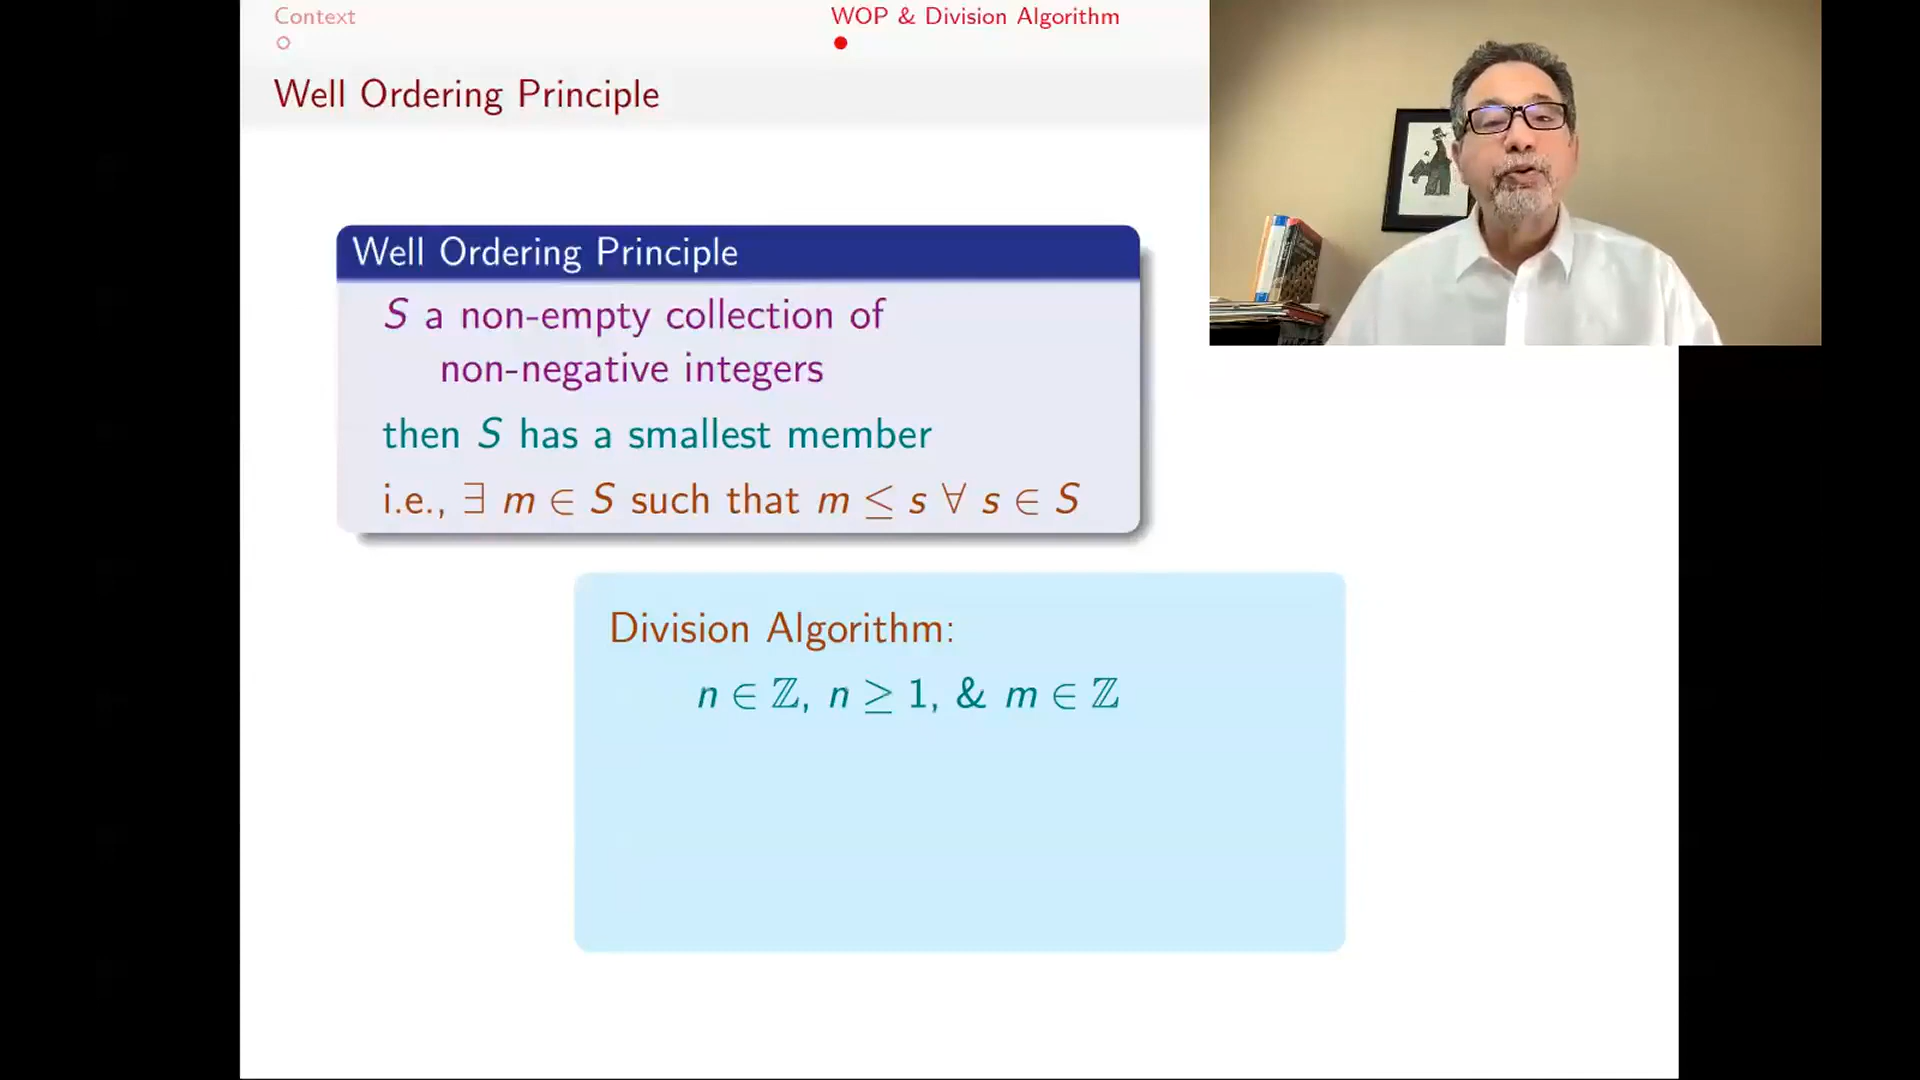 Context
WOP & Division Algorithm
Well Ordering Principle
Well Ordering Principle
S a non-empty collection of
non-negative integers
then S has a smallest member
i.e., ∃ m ∈ S such that m ≤ s ∀ s ∈ S
Division Algorithm:
n ∈ ℤ, n ≥ 1, & m ∈ ℤ